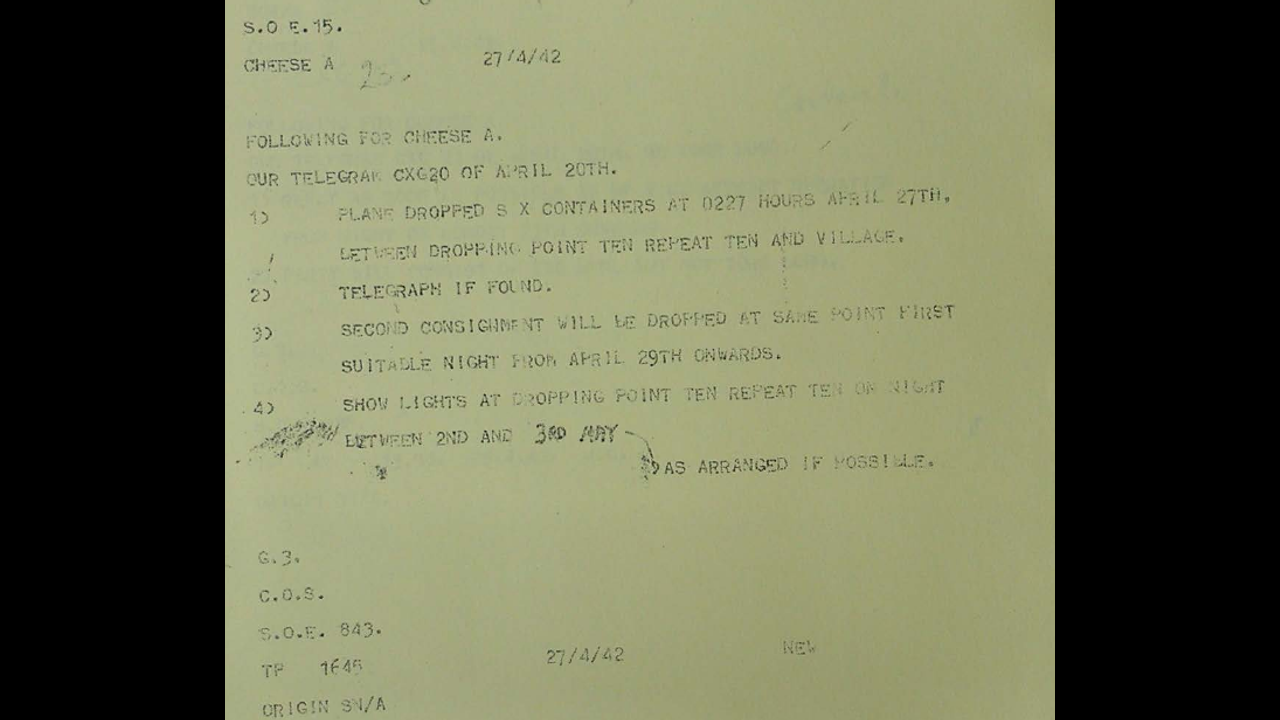 S.O E.15.
CHEESE A 23. 27/4/42
FOLLOWING FOR CHEESE A.
OUR TELEGRAM CXG20 OF APRIL 20TH.
1) PLANE DROPPED S X CONTAINERS AT 0227 HOURS APRIL 27TH,
BETWEEN DROPPING POINT TEN REPEAT TEN AND VILLAGE.
2) TELEGRAPH IF FOUND.
3) SECOND CONSIGNMENT WILL BE DROPPED AT SAME POINT FIRST
SUITABLE NIGHT FROM APRIL 29TH ONWARDS.
4) SHOW LIGHTS AT DROPPING POINT TEN REPEAT TEN ON NIGHT
BETWEEN 2ND AND 3RD MAY
AS ARRANGED IF POSSIBLE.
G.3.
C.O.S.
S.O.E. 843.
TP 1645 27/4/42 NEW
ORIGIN SN/A